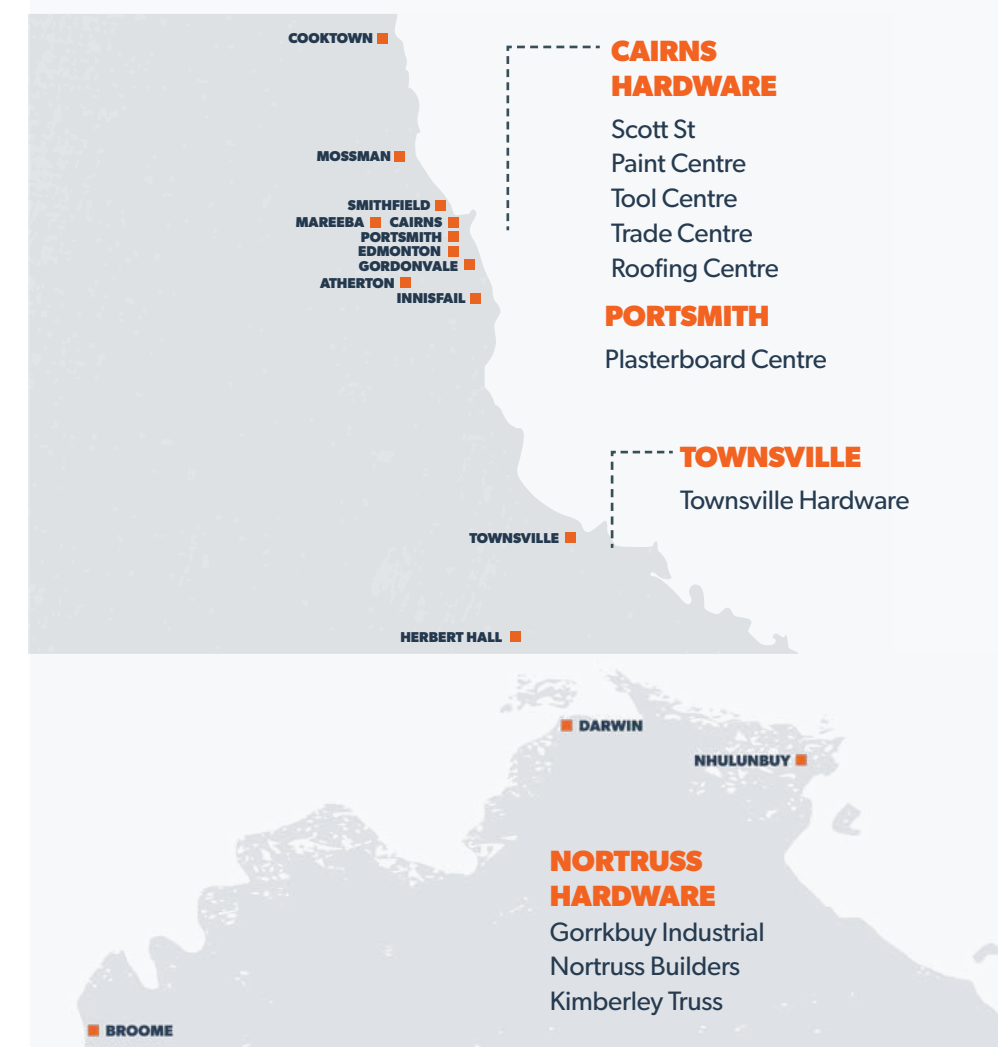 COOKTOWN
MOSSMAN
SMITHFIELD
MAREEBA
CAIRNS
PORTSMITH
EDMONTON
GORDONVALE
ATHERTON
INNISFAIL
CAIRNS
HARDWARE
Scott St
Paint Centre
Tool Centre
Trade Centre
Roofing Centre
PORTSMITH
Plasterboard Centre
TOWNSVILLE
Townsville Hardware
TOWNSVILLE
HERBERT HALL
DARWIN
NHULUNBUY
NORTRUSS
HARDWARE
Gorrkbuy Industrial
Nortruss Builders
Kimberley Truss
BROOME